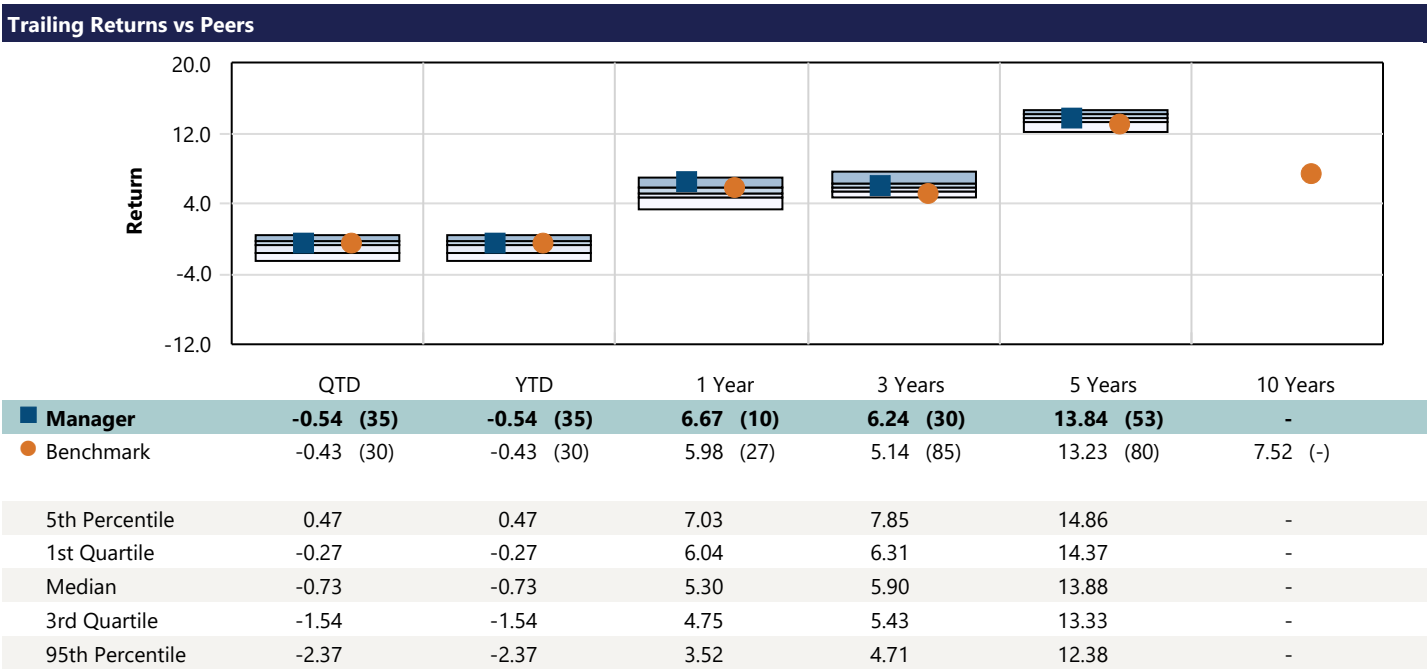 Trailing Returns vs Peers
20.0
12.0
4.0
-4.0
-12.0
Return
QTD YTD 1 Year 3 Years 5 Years 10 Years
Manager -0.54 (35) -0.54 (35) 6.67 (10) 6.24 (30) 13.84 (53) -
Benchmark -0.43 (30) -0.43 (30) 5.98 (27) 5.14 (85) 13.23 (80) 7.52 (-)
5th Percentile 0.47 0.47 7.03 7.85 14.86 -
1st Quartile -0.27 -0.27 6.04 6.31 14.37 -
Median -0.73 -0.73 5.30 5.90 13.88 -
3rd Quartile -1.54 -1.54 4.75 5.43 13.33 -
95th Percentile -2.37 -2.37 3.52 4.71 12.38 -